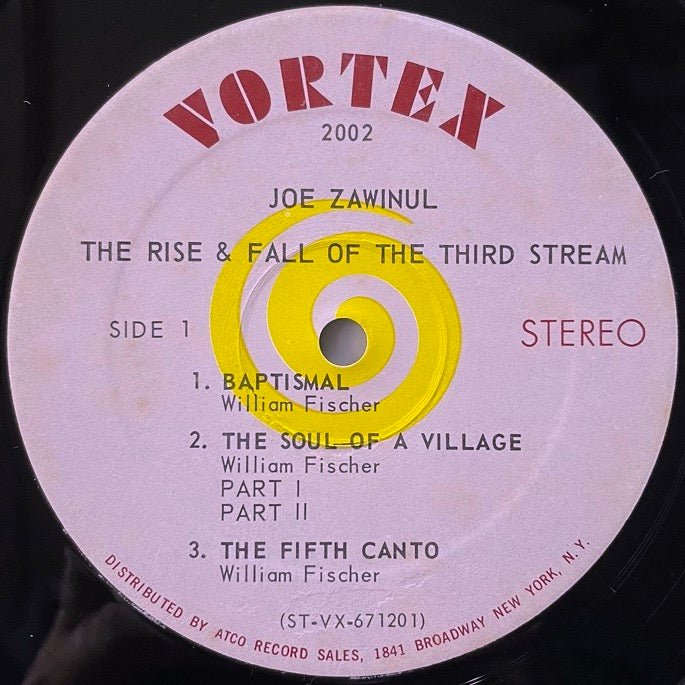 VORTEX
2002
JOE ZAWINUL
THE RISE & FALL OF THE THIRD STREAM
SIDE 1
STEREO
1. BAPTISMAL
William Fischer
2. THE SOUL OF A VILLAGE
William Fischer
PART I
PART II
3. THE FIFTH CANTO
William Fischer
(ST-VX-671201)
DISTRIBUTED BY ATCO RECORD SALES, 1841 BROADWAY NEW YORK, N.Y.